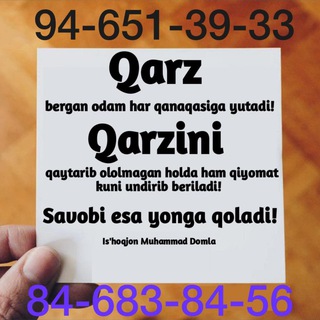 94-651-39-33
Qarz
bergan odam har qanaqasiga yutadi!
Qarzini
qaytarib ololmagan holda ham qiyomat
kuni undirib beriladi!
Savobi esa yonga qoladi!
Is'hoqjon Muhammad Domla
84-683-84-56